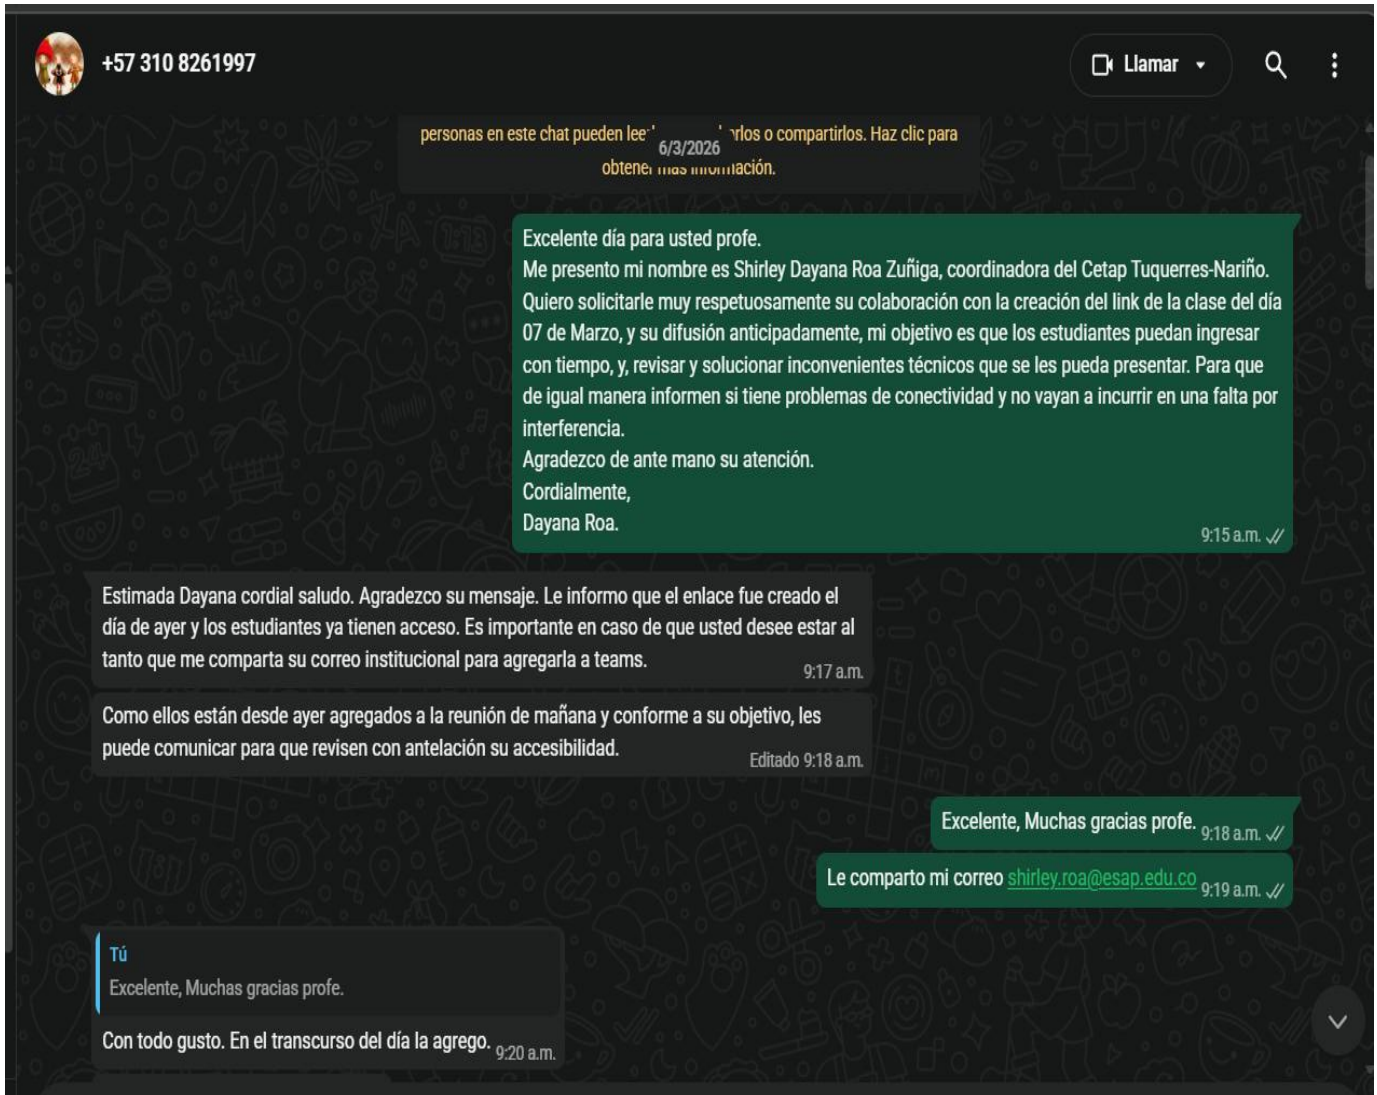 +57 310 8261997
Llamar
personas en este chat pueden lee o compartirlos. Haz clic para
6/3/2026
obtener más información.
Excelente día para usted profe.
Me presento mi nombre es Shirley Dayana Roa Zuñiga, coordinadora del Cetap Tuquerres-Nariño.
Quiero solicitarle muy respetuosamente su colaboración con la creación del link de la clase del día
07 de Marzo, y su difusión anticipadamente, mi objetivo es que los estudiantes puedan ingresar
con tiempo, y, revisar y solucionar inconvenientes técnicos que se les pueda presentar. Para que
de igual manera informen si tiene problemas de conectividad y no vayan a incurrir en una falta por
interferencia.
Agradezco de ante mano su atención.
Cordialmente,
Dayana Roa.
9:15 a.m.
Estimada Dayana cordial saludo. Agradezco su mensaje. Le informo que el enlace fue creado el
día de ayer y los estudiantes ya tienen acceso. Es importante en caso de que usted desee estar al
tanto que me comparta su correo institucional para agregarla a teams.
9:17 a.m.
Como ellos están desde ayer agregados a la reunión de mañana y conforme a su objetivo, les
puede comunicar para que revisen con antelación su accesibilidad.
Editado 9:18 a.m.
Excelente, Muchas gracias profe. 9:18 a.m.
Le comparto mi correo shirley.roa@esap.edu.co 9:19 a.m.
Tú
Excelente, Muchas gracias profe.
Con todo gusto. En el transcurso del día la agrego. 9:20 a.m.